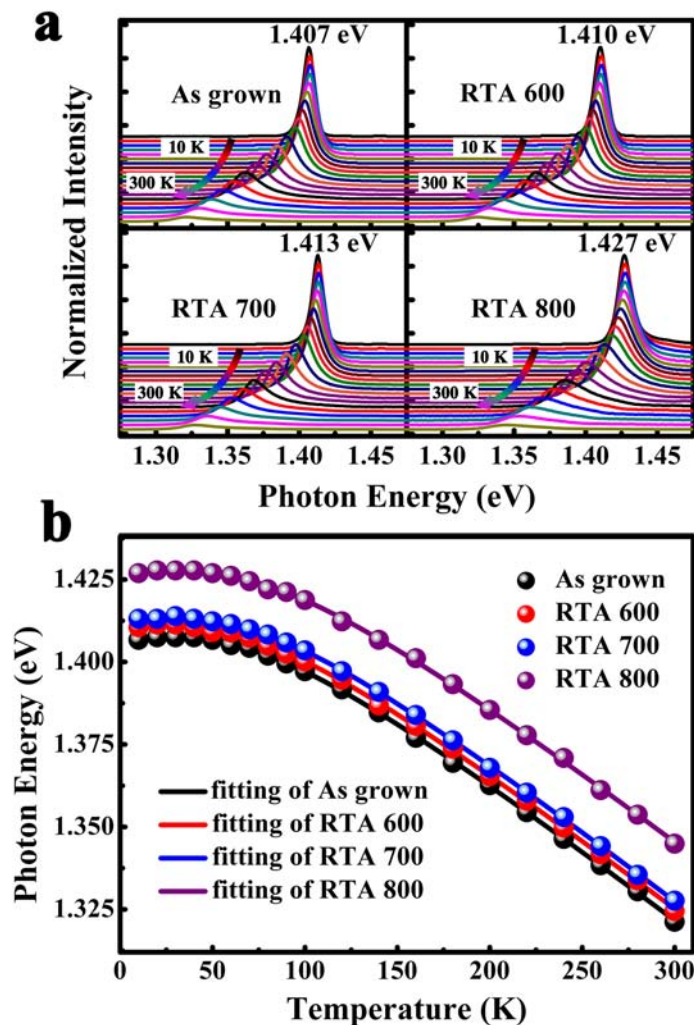 a
1.407 eV
1.410 eV
As grown
RTA 600
10 K
10 K
300 K
300 K
1.413 eV
1.427 eV
RTA 700
RTA 800
10 K
10 K
300 K
300 K
Normalized Intensity
1.30 1.35 1.40 1.45 1.30 1.35 1.40 1.45
Photon Energy (eV)
b
1.425
1.400
1.375
1.350
1.325
Photon Energy (eV)
As grown
RTA 600
RTA 700
RTA 800
fitting of As grown
fitting of RTA 600
fitting of RTA 700
fitting of RTA 800
0 50 100 150 200 250 300
Temperature (K)